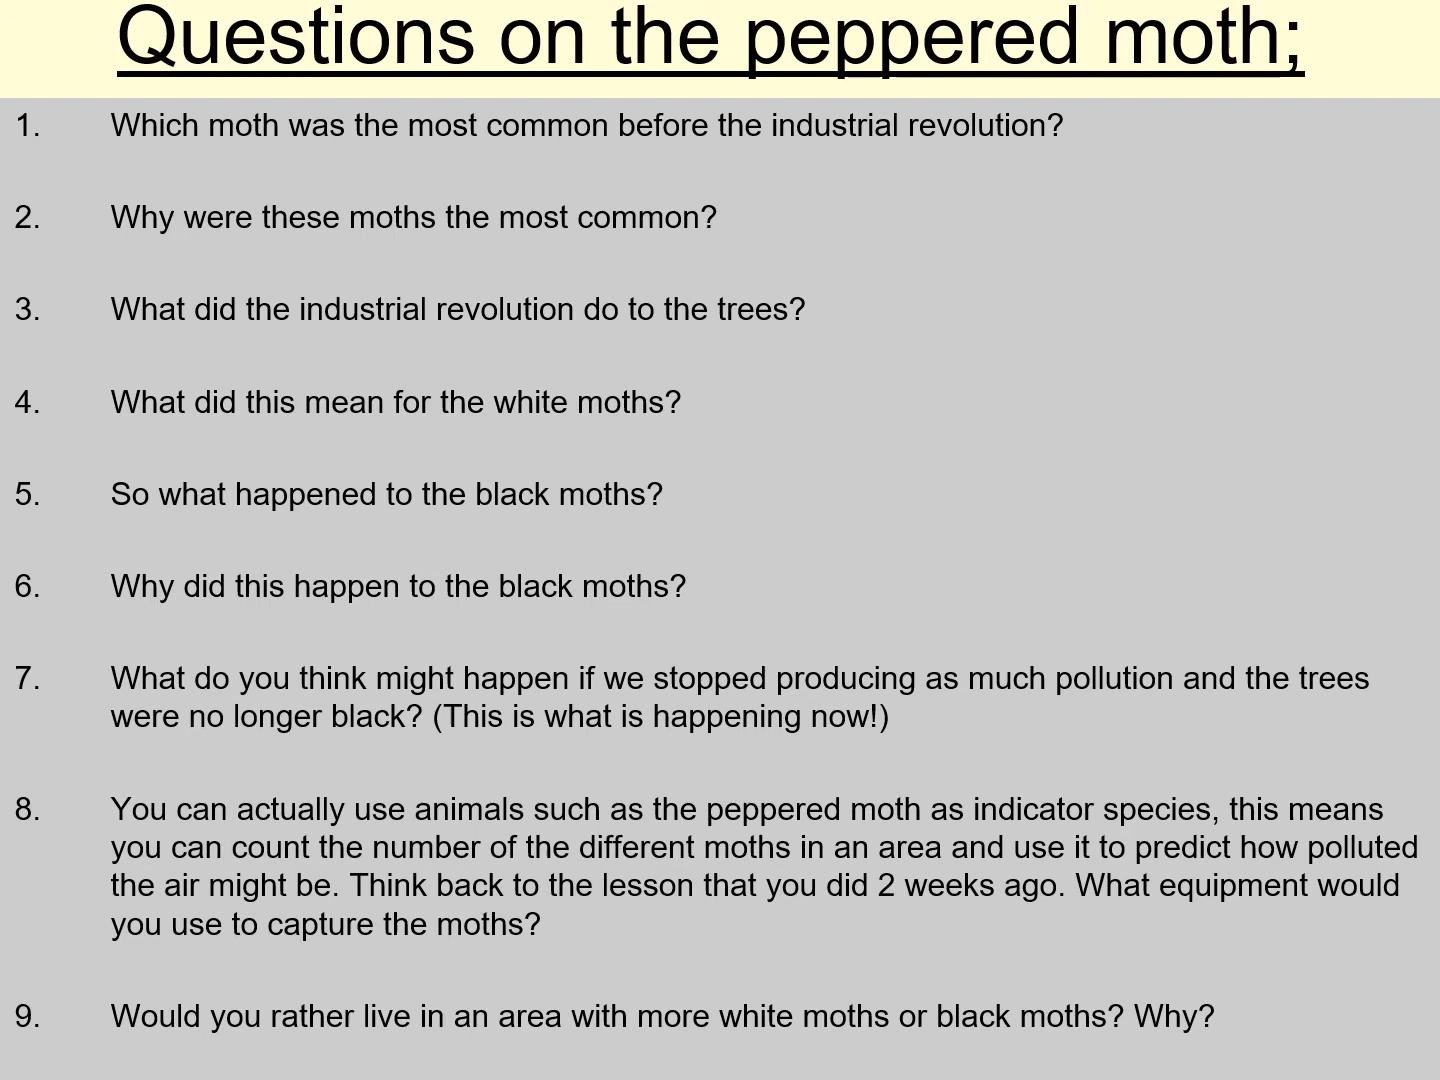 Questions on the peppered moth;
1. Which moth was the most common before the industrial revolution?
2. Why were these moths the most common?
3. What did the industrial revolution do to the trees?
4. What did this mean for the white moths?
5. So what happened to the black moths?
6. Why did this happen to the black moths?
7. What do you think might happen if we stopped producing as much pollution and the trees
were no longer black? (This is what is happening now!)
8. You can actually use animals such as the peppered moth as indicator species, this means
you can count the number of the different moths in an area and use it to predict how polluted
the air might be. Think back to the lesson that you did 2 weeks ago. What equipment would
you use to capture the moths?
9. Would you rather live in an area with more white moths or black moths? Why?